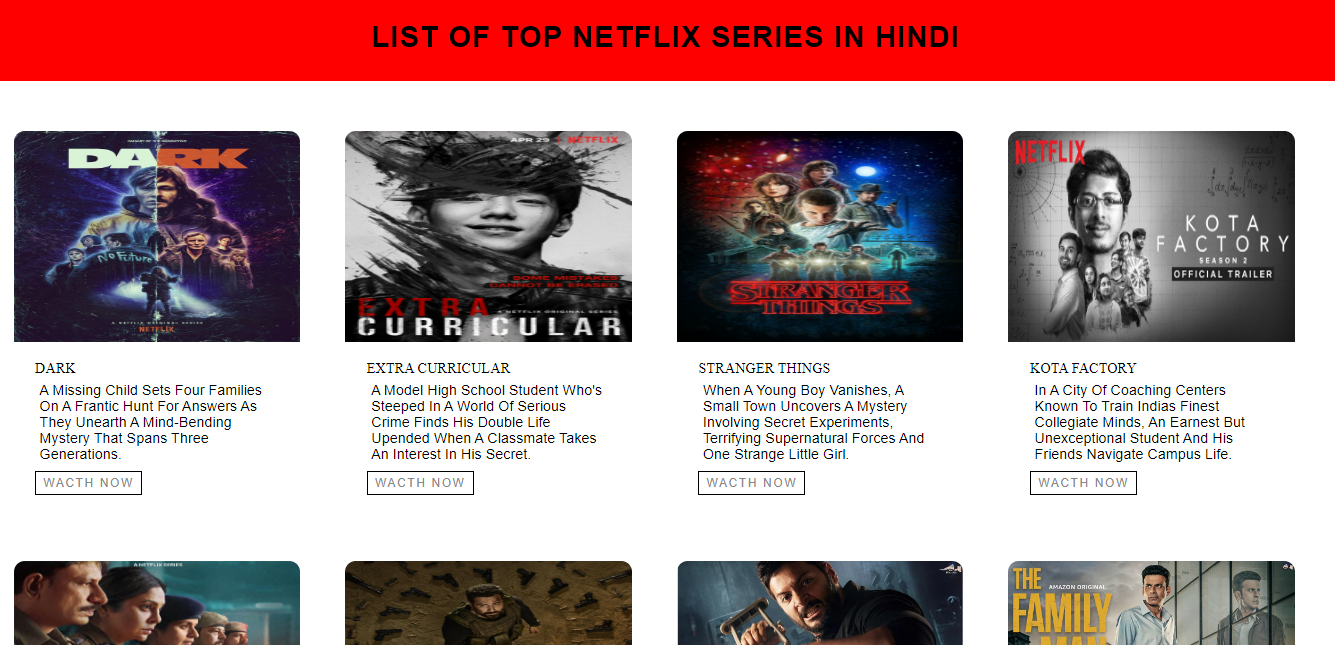 LIST OF TOP NETFLIX SERIES IN HINDI
DARK
No Future
A NETFLIX ORIGINAL SERIES
NETFLIX
APR 29 NETFLIX
SOME MISTAKES
CANNOT BE ERASED
A NETFLIX ORIGINAL SERIES
EXTRA
CURRICULAR
STRANGER
THINGS
NETFLIX
KOTA
FACTORY
SEASON 2
OFFICIAL TRAILER
DARK
A Missing Child Sets Four Families
On A Frantic Hunt For Answers As
They Unearth A Mind-Bending
Mystery That Spans Three
Generations.
WACTH NOW
EXTRA CURRICULAR
A Model High School Student Who's
Steeped In A World Of Serious
Crime Finds His Double Life
Upended When A Classmate Takes
An Interest In His Secret.
WACTH NOW
STRANGER THINGS
When A Young Boy Vanishes, A
Small Town Uncovers A Mystery
Involving Secret Experiments,
Terrifying Supernatural Forces And
One Strange Little Girl.
WACTH NOW
KOTA FACTORY
In A City Of Coaching Centers
Known To Train Indias Finest
Collegiate Minds, An Earnest But
Unexceptional Student And His
Friends Navigate Campus Life.
WACTH NOW
A NETFLIX SERIES
THE
AMAZON ORIGINAL
FAMILY
MAN